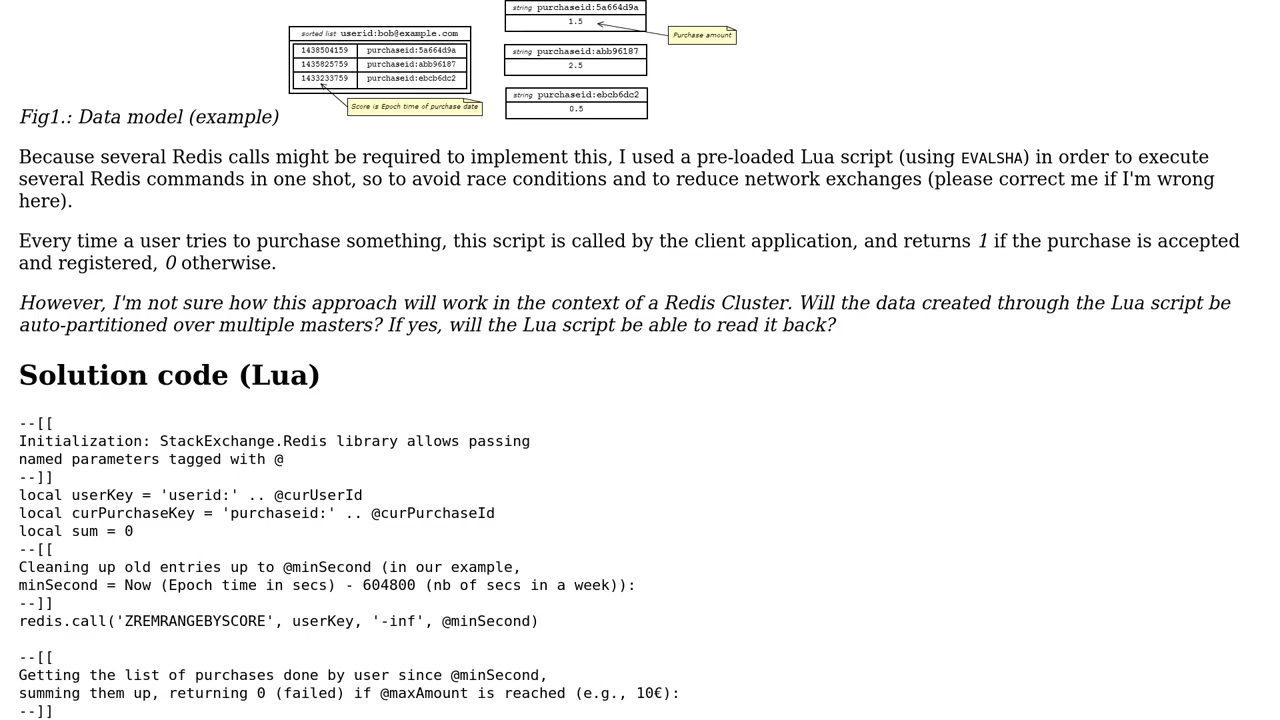 string purchaseid:5a664d9a
1.5
Purchase amount
sorted list userid:bob@example.com
1438504159 purchaseid:5a664d9a
1435825759 purchaseid:abb96187
1433233759 purchaseid:ebcb6dc2
Score is Epoch time of purchase date
string purchaseid:abb96187
2.5
string purchaseid:ebcb6dc2
0.5
Fig1.: Data model (example)
Because several Redis calls might be required to implement this, I used a pre-loaded Lua script (using EVALSHA) in order to execute
several Redis commands in one shot, so to avoid race conditions and to reduce network exchanges (please correct me if I'm wrong
here).
Every time a user tries to purchase something, this script is called by the client application, and returns 1 if the purchase is accepted
and registered, 0 otherwise.
However, I'm not sure how this approach will work in the context of a Redis Cluster. Will the data created through the Lua script be
auto-partitioned over multiple masters? If yes, will the Lua script be able to read it back?
Solution code (Lua)
--[[
Initialization: StackExchange.Redis library allows passing
named parameters tagged with @
--]]
local userKey = 'userid:' .. @curUserId
local curPurchaseKey = 'purchaseid:' .. @curPurchaseId
local sum = 0
--[[
Cleaning up old entries up to @minSecond (in our example,
minSecond = Now (Epoch time in secs) - 604800 (nb of secs in a week)):
--]]
redis.call('ZREMRANGEBYSCORE', userKey, '-inf', @minSecond)
--[[
Getting the list of purchases done by user since @minSecond,
summing them up, returning 0 (failed) if @maxAmount is reached (e.g., 10€):
--]]